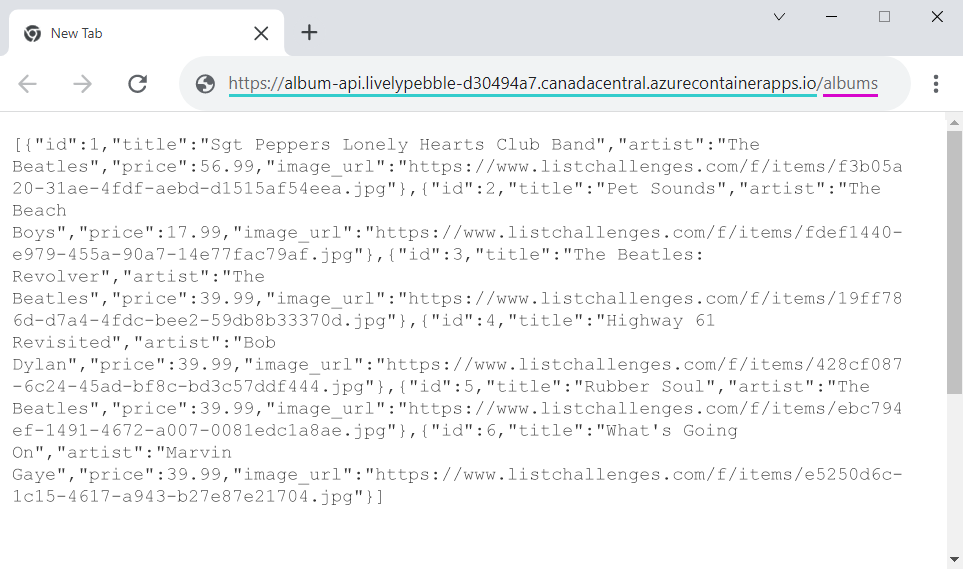 New Tab
https://album-api.livelypebble-d30494a7.canadacentral.azurecontainerapps.io/albums
[{"id":1,"title":"Sgt Peppers Lonely Hearts Club Band","artist":"The
Beatles","price":56.99,"image_url":"https://www.listchallenges.com/f/items/f3b05a
20-31ae-4fdf-aebd-d1515af54eea.jpg"},{"id":2,"title":"Pet Sounds","artist":"The
Beach
Boys","price":17.99,"image_url":"https://www.listchallenges.com/f/items/fdef1440-
e979-455a-90a7-14e77fac79af.jpg"},{"id":3,"title":"The Beatles:
Revolver","artist":"The
Beatles","price":39.99,"image_url":"https://www.listchallenges.com/f/items/19ff78
6d-d7a4-4fdc-bee2-59db8b33370d.jpg"},{"id":4,"title":"Highway 61
Revisited","artist":"Bob
Dylan","price":39.99,"image_url":"https://www.listchallenges.com/f/items/428cf087
-6c24-45ad-bf8c-bd3c57ddf444.jpg"},{"id":5,"title":"Rubber Soul","artist":"The
Beatles","price":39.99,"image_url":"https://www.listchallenges.com/f/items/ebc794
ef-1491-4672-a007-0081edc1a8ae.jpg"},{"id":6,"title":"What's Going
On","artist":"Marvin
Gaye","price":39.99,"image_url":"https://www.listchallenges.com/f/items/e5250d6c-
1c15-4617-a943-b27e87e21704.jpg"}]